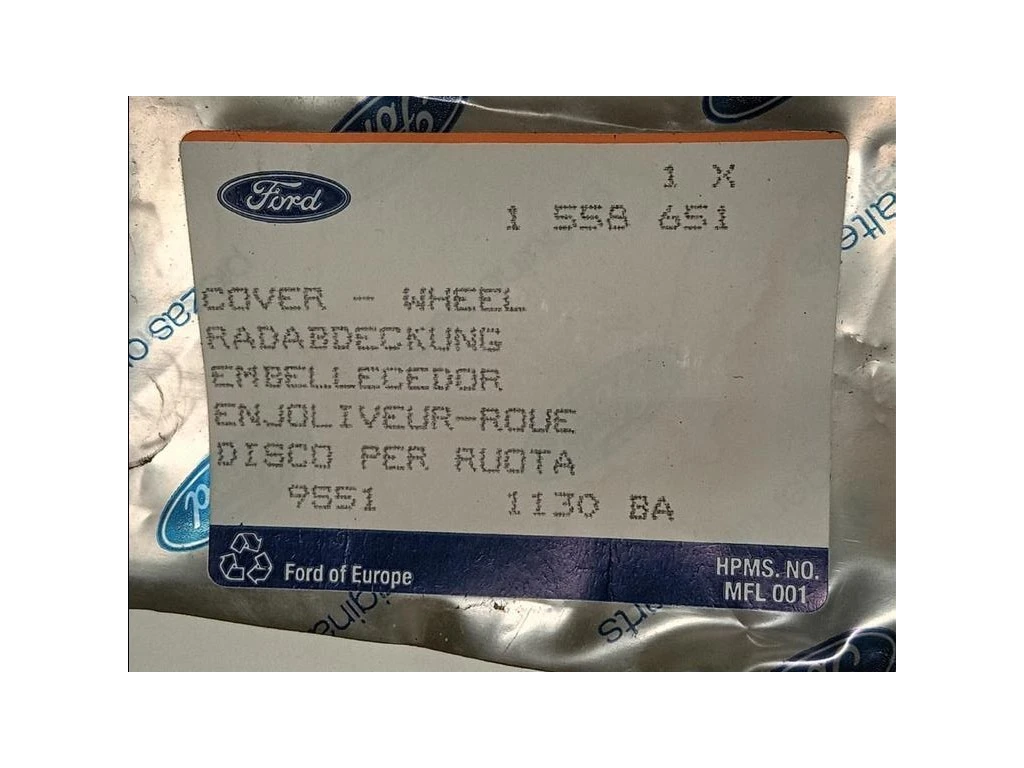 Ford
1 X
1 558 651
COVER - WHEEL
RADABDECKUNG
EMBELLECEDOR
ENJOLIVEUR-ROUE
DISCO PER RUOTA
9551 1130 BA
Ford of Europe
HPMS. NO.
MFL 001